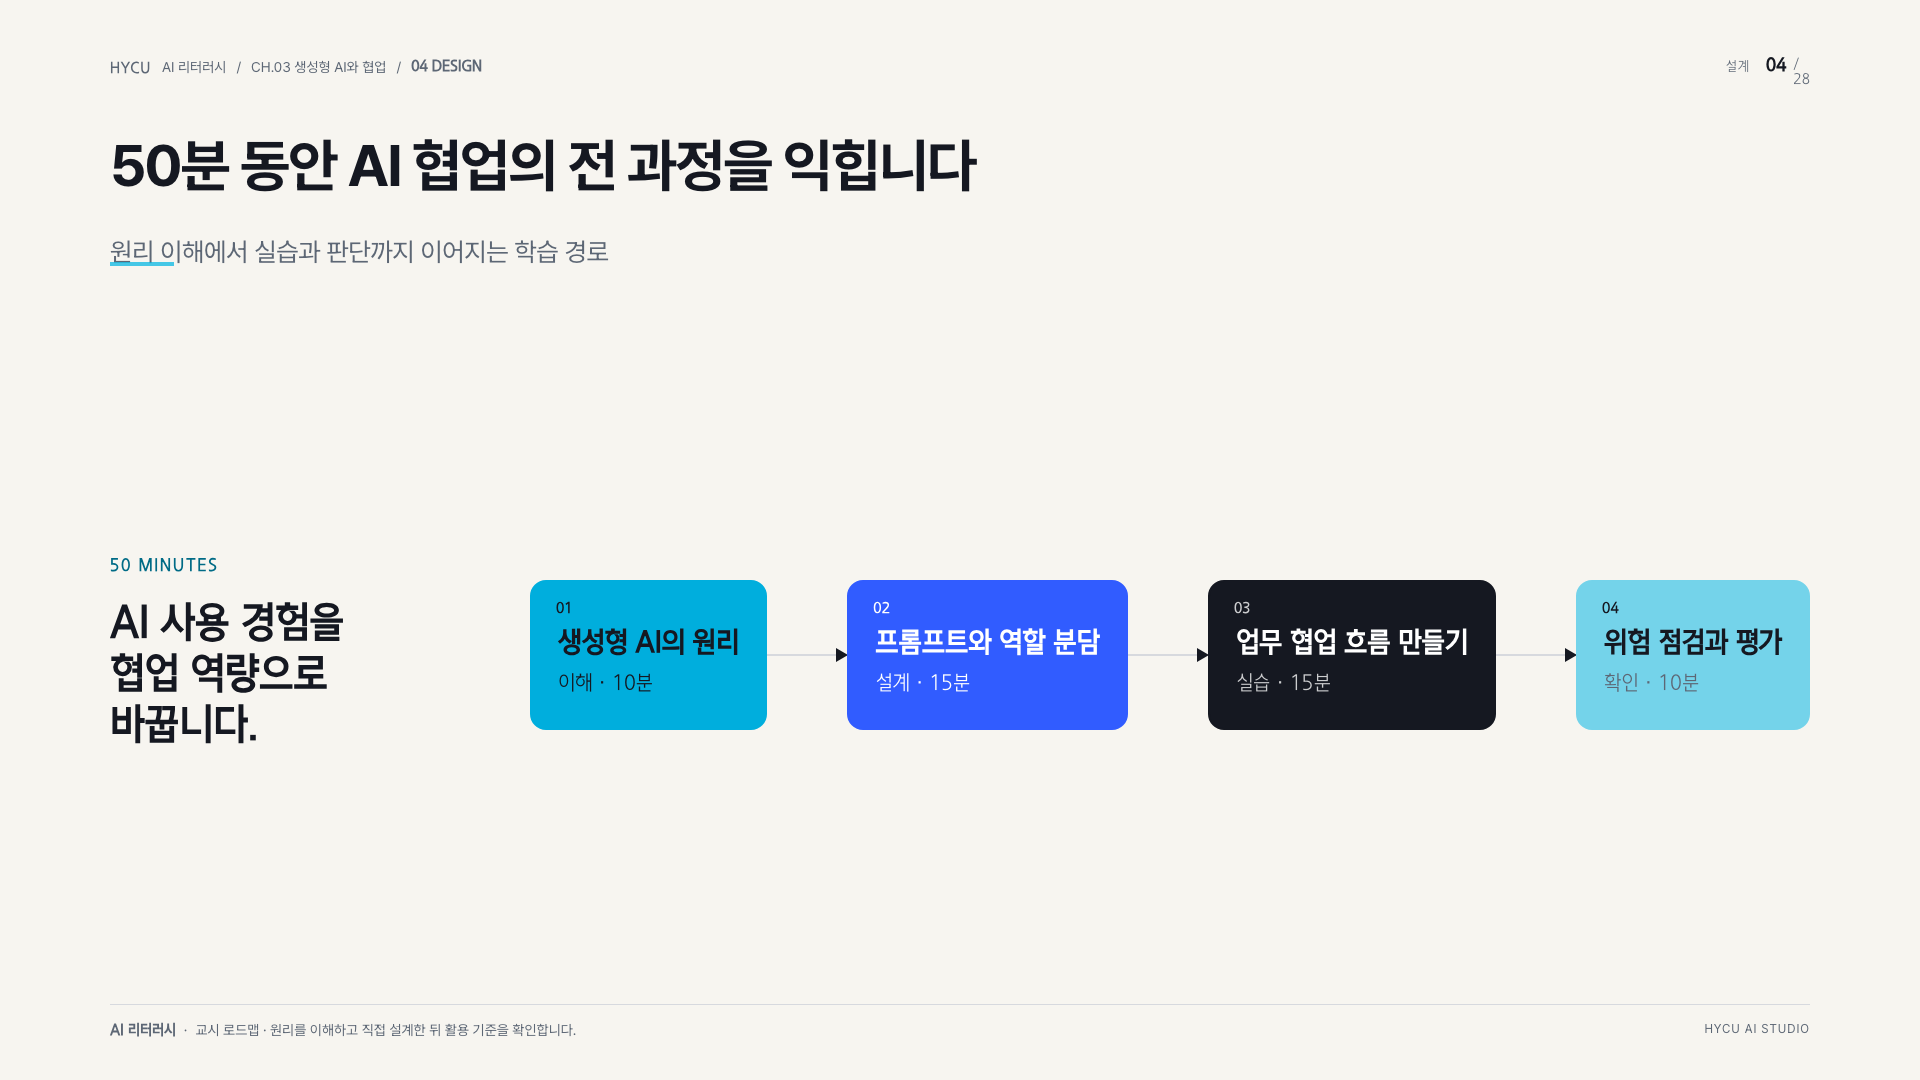 HYCU AI 리터러시 / CH.03 생성형 AI와 협업 / 04 DESIGN
설계 04 /
28
50분 동안 AI 협업의 전 과정을 익힙니다
원리 이해에서 실습과 판단까지 이어지는 학습 경로
50 MINUTES
AI 사용 경험을
협업 역량으로
바꿉니다.
01
생성형 AI의 원리
이해 · 10분
02
프롬프트와 역할 분담
설계 · 15분
03
업무 협업 흐름 만들기
실습 · 15분
04
위험 점검과 평가
확인 · 10분
AI 리터러시 · 교시 로드맵 · 원리를 이해하고 직접 설계한 뒤 활용 기준을 확인합니다.
HYCU AI STUDIO